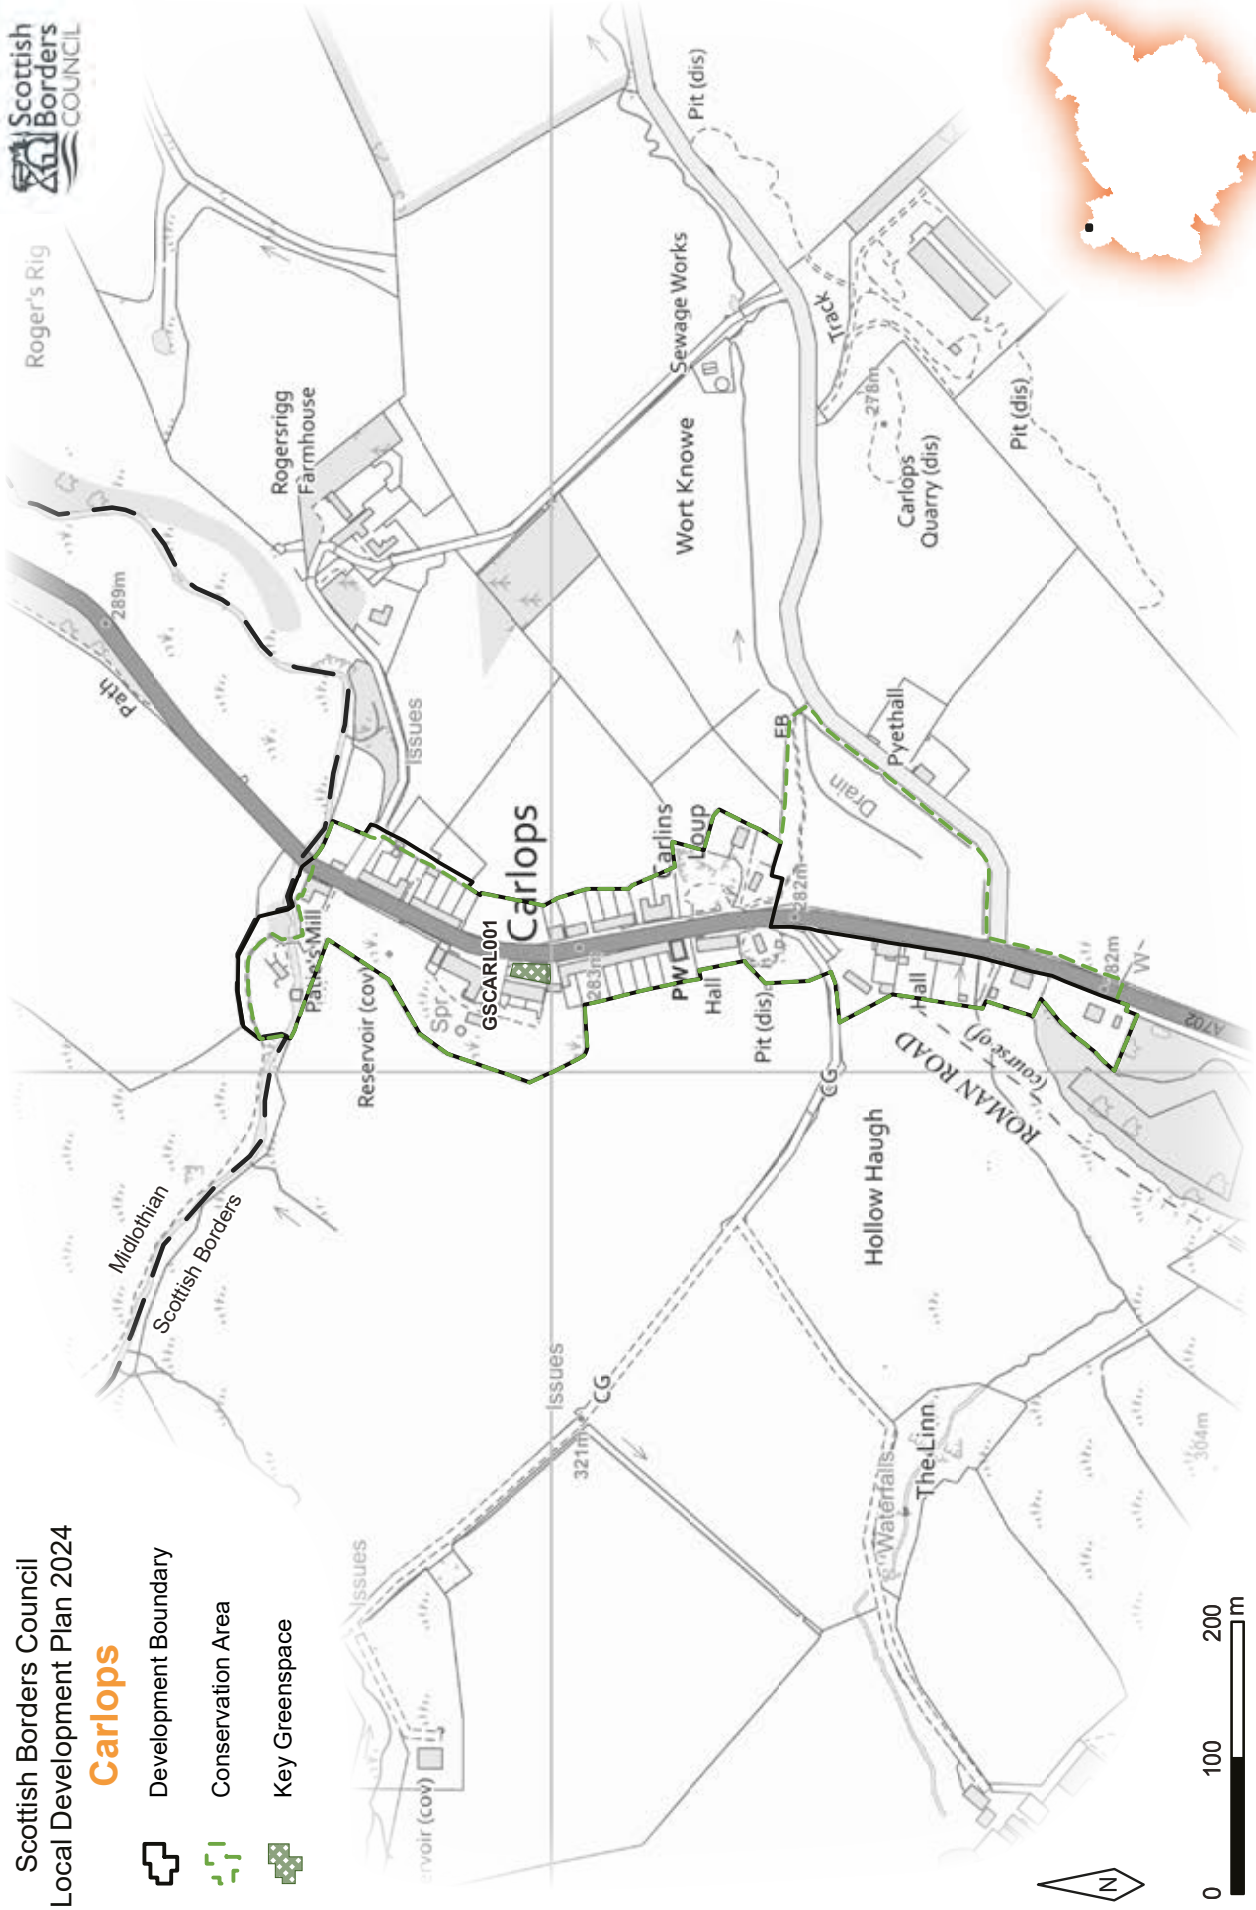 Scottish Borders Council
Local Development Plan 2024
Carlops
Development Boundary
Conservation Area
Key Greenspace
Scottish
Borders
COUNCIL
Roger's Rig
Midlothian
Scottish Borders
Path
289m
Rogersrigg
Farmhouse
Patie's Mill
Issues
Reservoir (cov)
Spr
GSCARL001
Carlops
Issues
ervoir (cov)
Issues
CG
321m
283m
PW
Hall
Carlins
Loup
Pit (dis)
Sewage Works
Wort Knowe
Pit (dis)
Track
278m
Carlops
Quarry (dis)
Pit (dis)
FB
Drain
Pyethall
282m
Hall
CG
ROMAN ROAD
(course of)
Hollow Haugh
Waterfalls
The Linn
304m
82m
W
A702
N
0
100
200
m